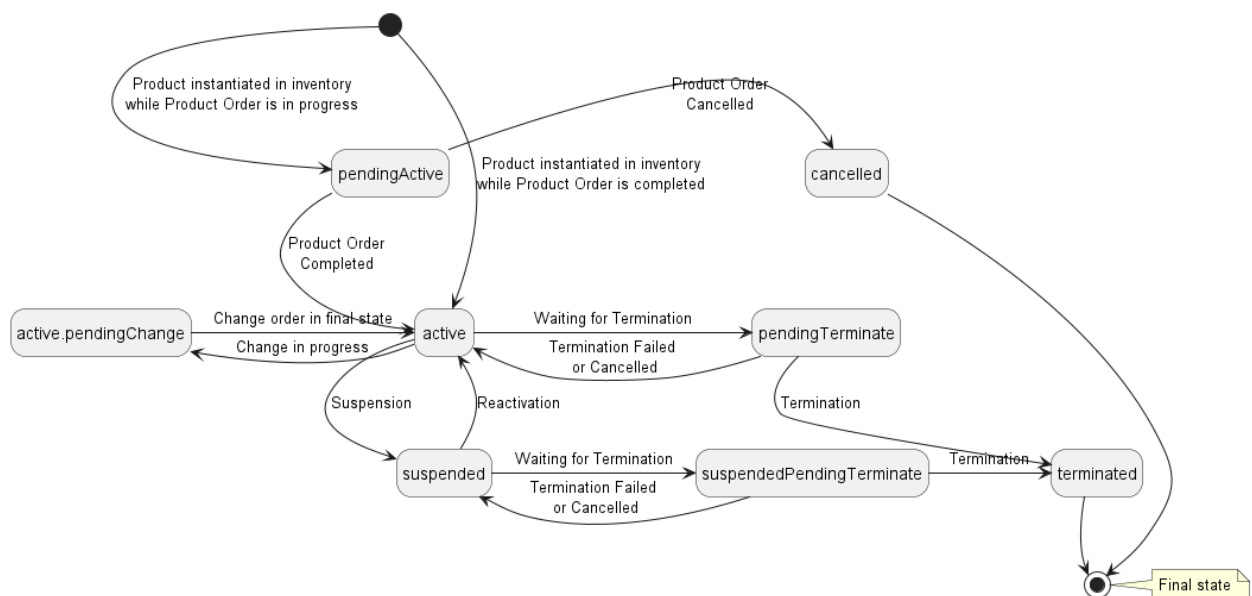 Product instantiated in inventory
while Product Order is in progress
Product Order
Cancelled
pendingActive
Product instantiated in inventory
while Product Order is completed
cancelled
Product Order
Completed
active.pendingChange
Change order in final state
Change in progress
active
Waiting for Termination
Termination Failed
or Cancelled
pendingTerminate
Suspension
Reactivation
Termination
suspended
Waiting for Termination
Termination Failed
or Cancelled
suspendedPendingTerminate
Termination
terminated
Final state